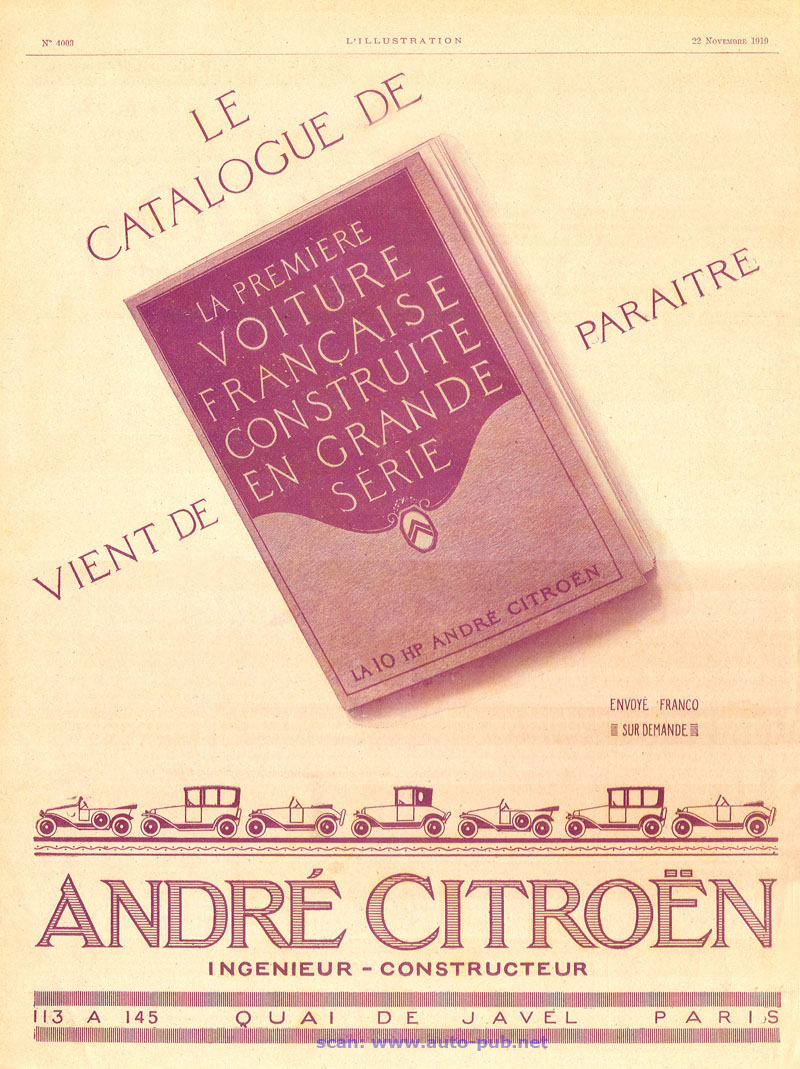 N° 4003 L'ILLUSTRATION 22 NOVEMBRE 1919
LE
CATALOGUE DE
LA PREMIÈRE
VOITURE
FRANÇAISE
CONSTRUITE
EN GRANDE
SÉRIE
LA 10 HP ANDRÉ CITROËN
VIENT DE
PARAITRE
ENVOYÉ FRANCO
SUR DEMANDE
ANDRÉ CITROËN
INGENIEUR - CONSTRUCTEUR
113 A 145 QUAI DE JAVEL PARIS
scan: www.auto-pub.net